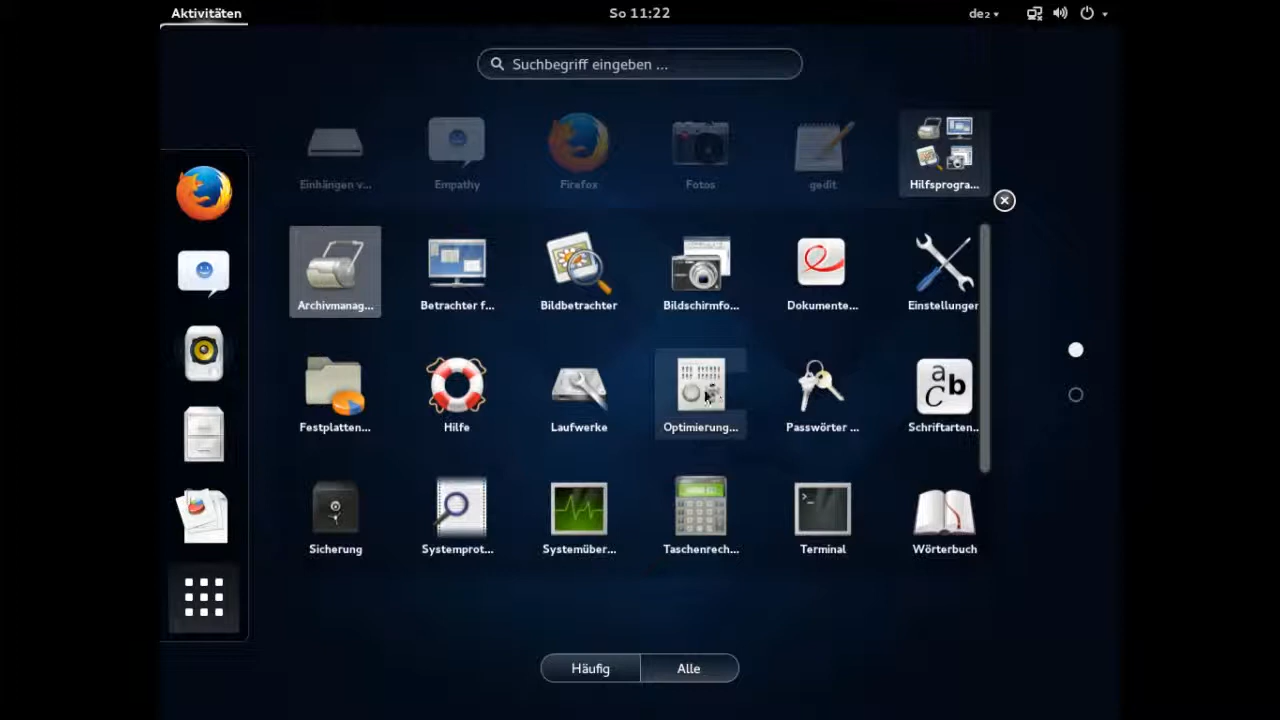 Aktivitäten
So 11:22
de₂
Suchbegriff eingeben ...
Einhängen v...
Empathy
Firefox
Fotos
gedit
Hilfsprogra...
Archivmanag...
Betrachter f...
Bildbetrachter
Bildschirmfo...
Dokumente...
Einstellungen
Festplatten...
Hilfe
Laufwerke
Optimierung...
Passwörter ...
Schriftarten...
Sicherung
Systemprot...
Systemüber...
Taschenrech...
Terminal
Wörterbuch
Häufig
Alle